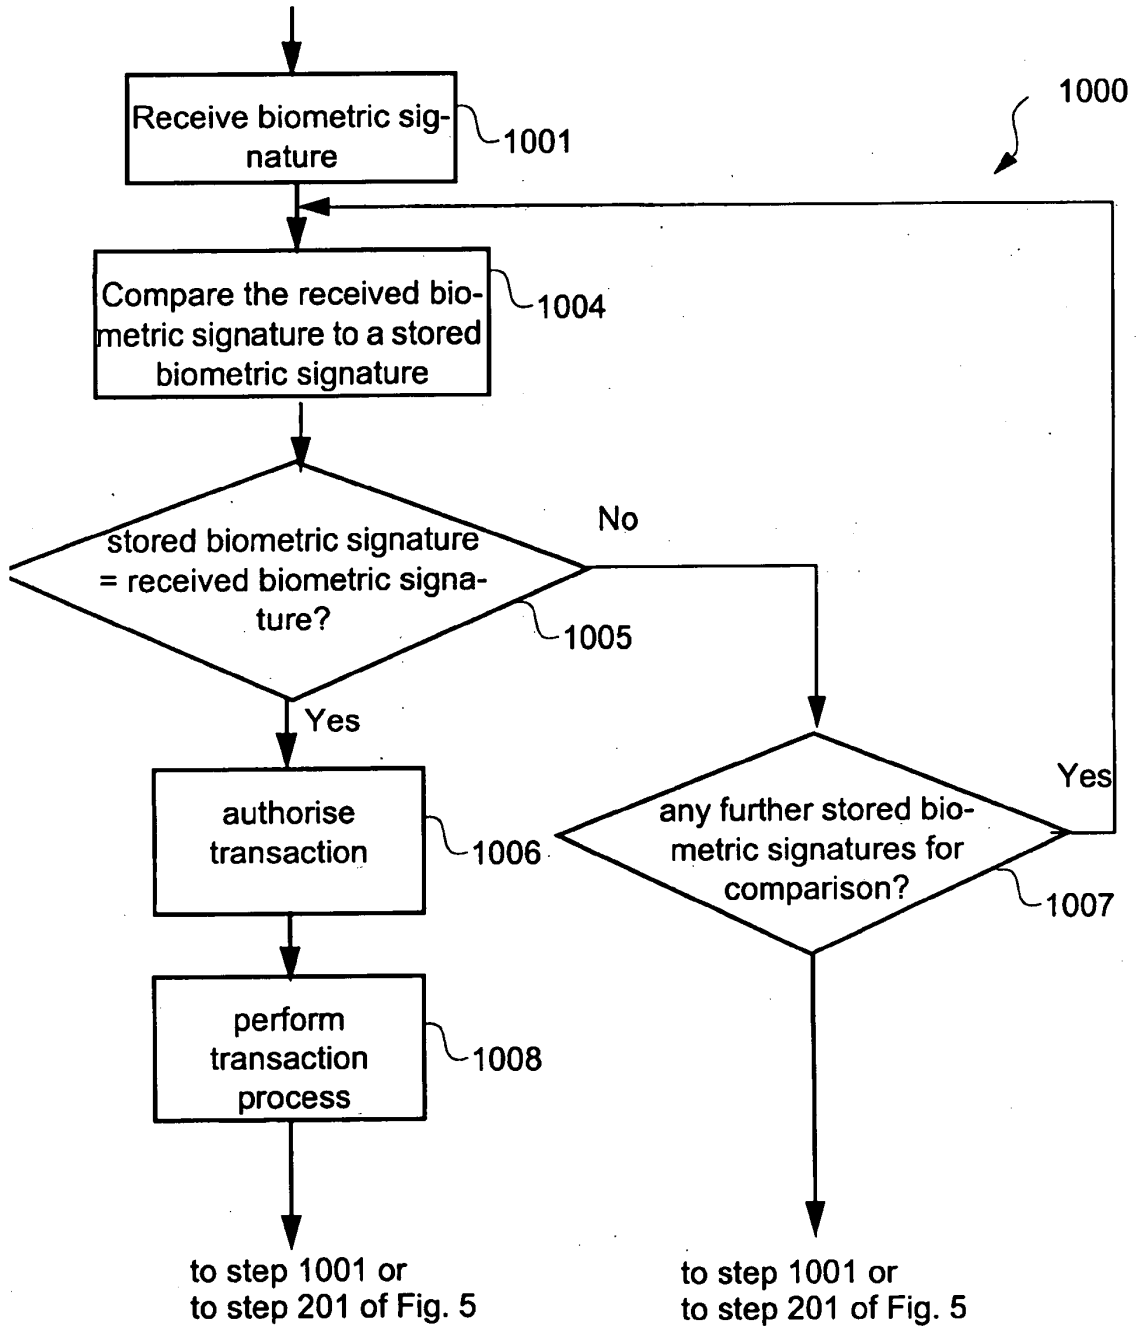 1000
Receive biometric sig-
nature
1001
Compare the received bio-
metric signature to a stored
biometric signature
1004
stored biometric signature
= received biometric signa-
ture?
1005
No
Yes
authorise
transaction
1006
any further stored bio-
metric signatures for
comparison?
1007
Yes
perform
transaction
process
1008
to step 1001 or
to step 201 of Fig. 5
to step 1001 or
to step 201 of Fig. 5